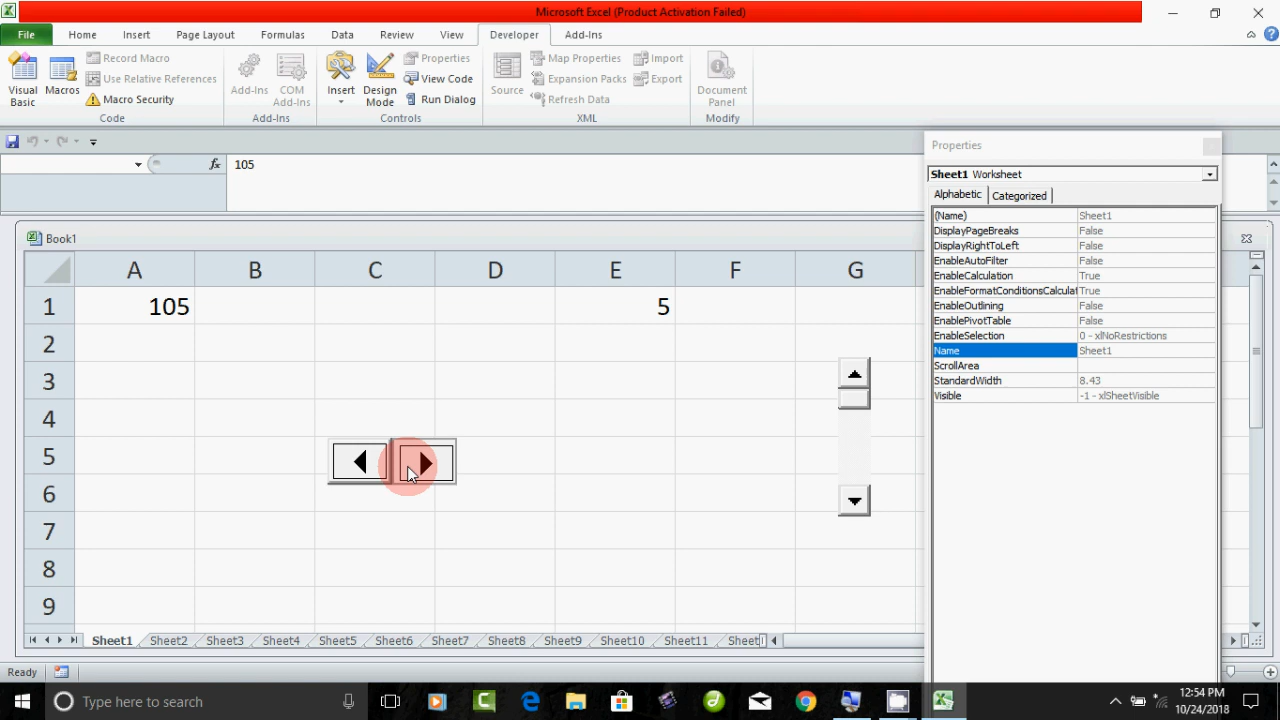 Microsoft Excel (Product Activation Failed)
File Home Insert Page Layout Formulas Data Review View Developer Add-Ins
Visual Basic
Macros
Record Macro
Use Relative References
Macro Security
Code
Add-Ins
COM Add-Ins
Add-Ins
Insert
Design Mode
Properties
View Code
Run Dialog
Controls
Source
Map Properties
Expansion Packs
Refresh Data
Import
Export
XML
Document Panel
Modify
fx 105
Book1
A B C D E F G
1 105 5
2
3
4
5
6
7
8
9
Sheet1 Sheet2 Sheet3 Sheet4 Sheet5 Sheet6 Sheet7 Sheet8 Sheet9 Sheet10 Sheet11 Sheet
Ready
Properties
Sheet1 Worksheet
Alphabetic Categorized
(Name) Sheet1
DisplayPageBreaks False
DisplayRightToLeft False
EnableAutoFilter False
EnableCalculation True
EnableFormatConditionsCalculat True
EnableOutlining False
EnablePivotTable False
EnableSelection 0 - xlNoRestrictions
Name Sheet1
ScrollArea
StandardWidth 8.43
Visible -1 - xlSheetVisible
Type here to search
12:54 PM
10/24/2018